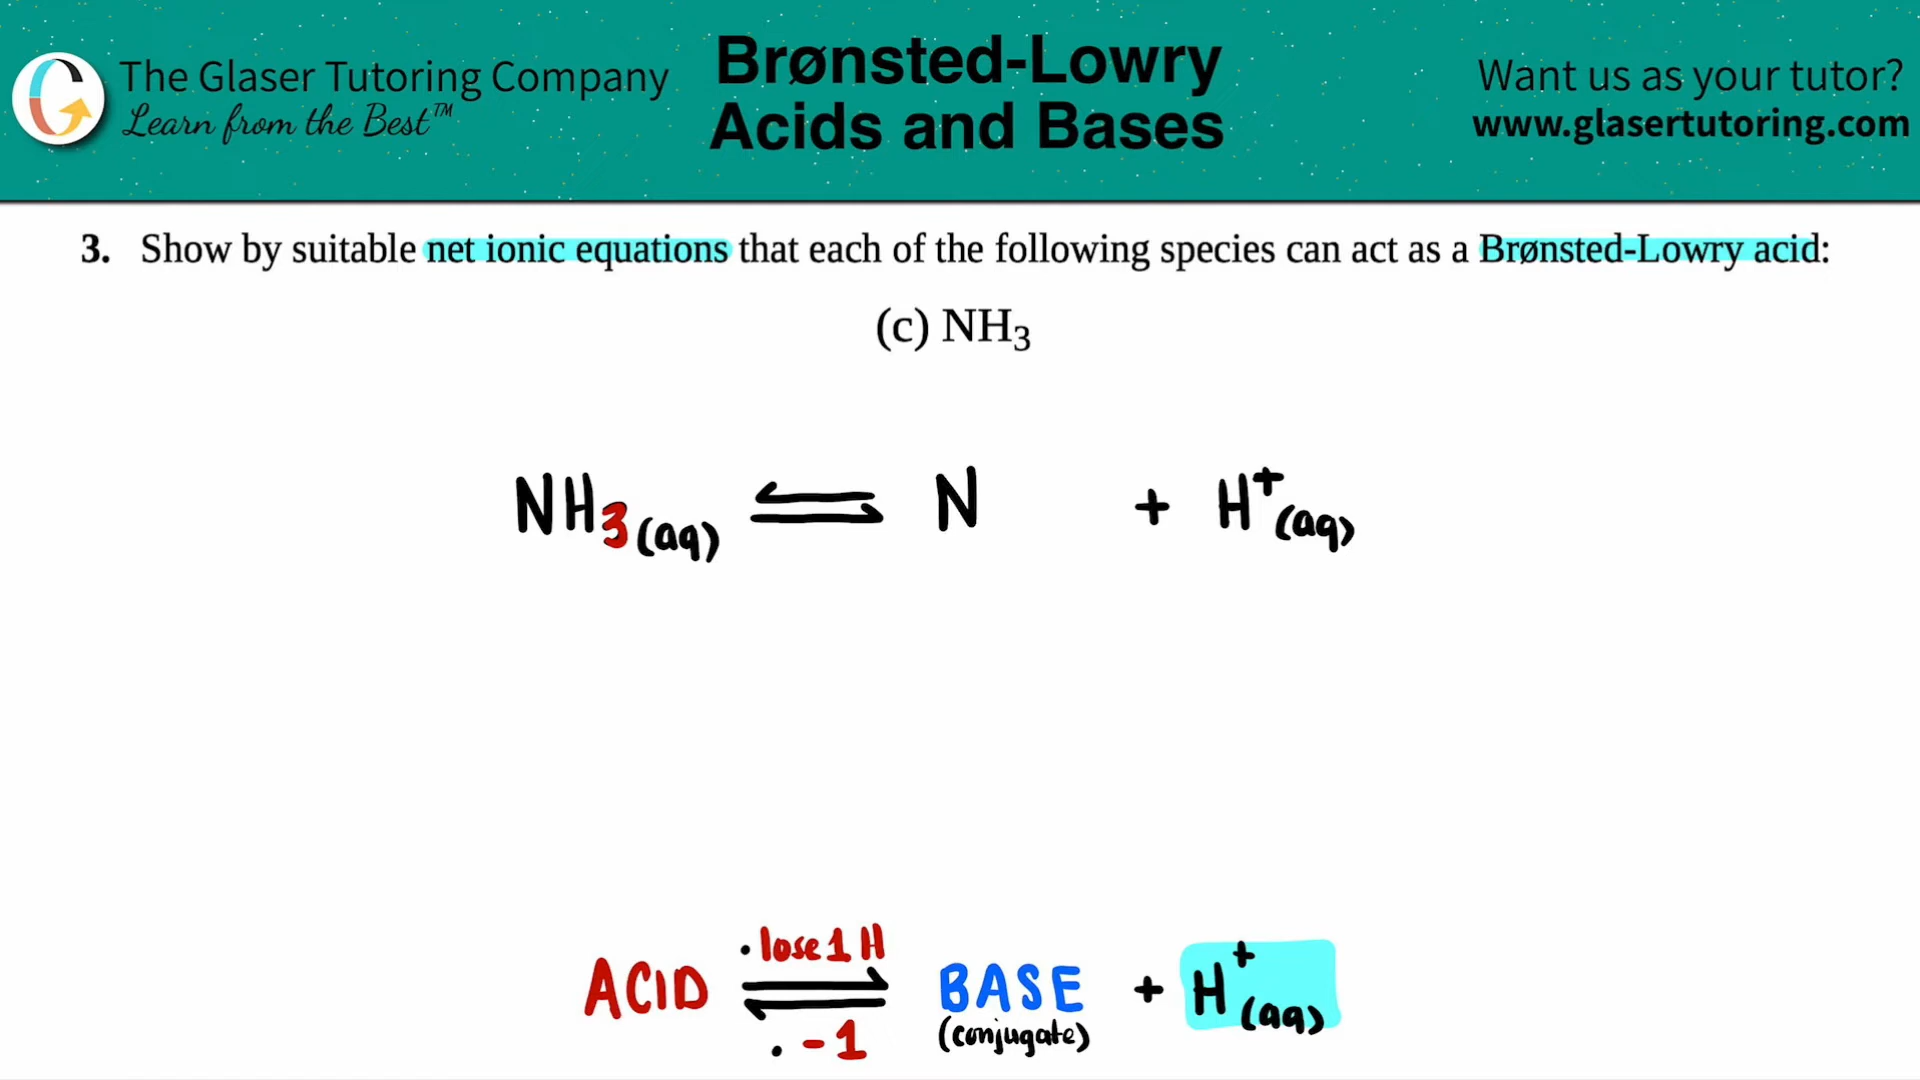 The Glaser Tutoring Company
Learn from the Best™
Brønsted-Lowry
Acids and Bases
Want us as your tutor?
www.glasertutoring.com
3. Show by suitable net ionic equations that each of the following species can act as a Brønsted-Lowry acid:
(c) NH₃
NH₃(aq) ⇌ N + H⁺(aq)
· lose 1 H
ACID ⇌ BASE + H⁺(aq)
(conjugate)
· -1